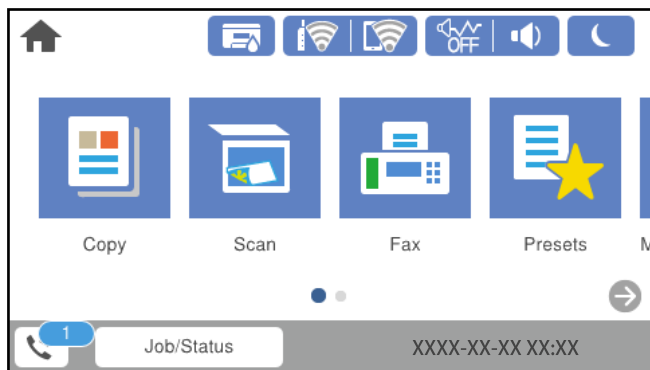 OFF
Copy
Scan
Fax
Presets
M
1
Job/Status
XXXX-XX-XX XX:XX